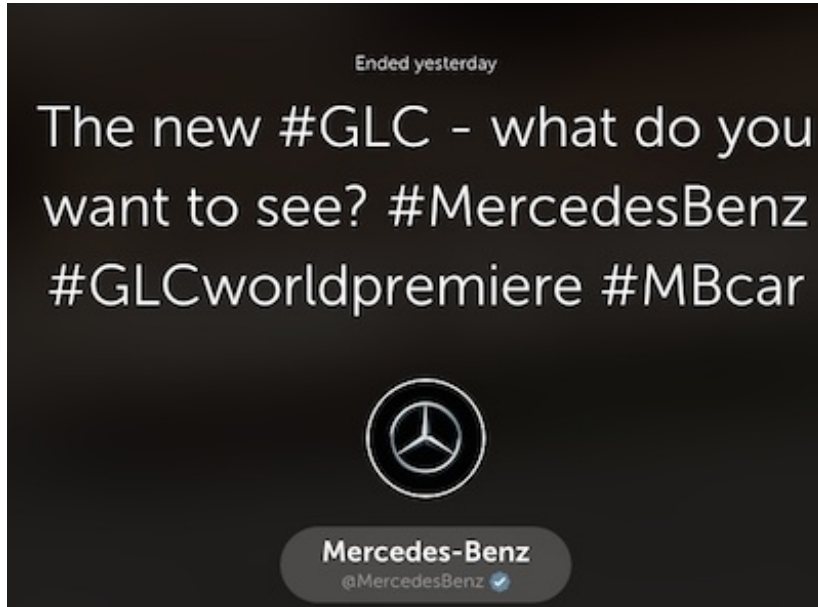 Ended yesterday
The new #GLC - what do you
want to see? #MercedesBenz
#GLCworldpremiere #MBcar
Mercedes-Benz
@MercedesBenz